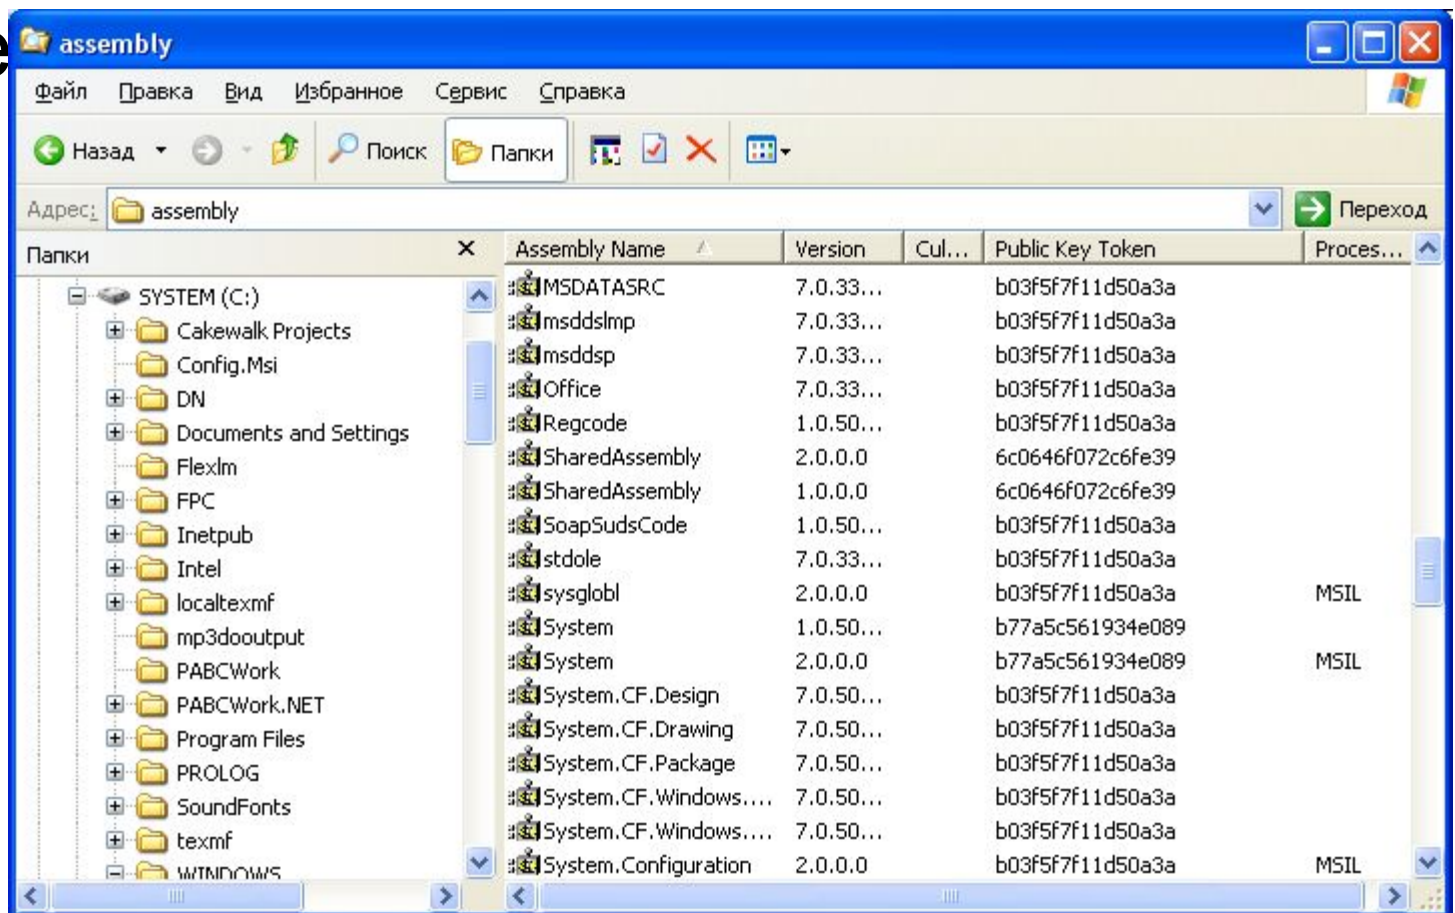 e
assembly
Файл Правка Вид Избранное Сервис Справка
Назад Поиск Папки
Адрес: assembly Переход
Папки
SYSTEM (C:)
Cakewalk Projects
Config.Msi
DN
Documents and Settings
Flexlm
FPC
Inetpub
Intel
localtexmf
mp3dooutput
PABCWork
PABCWork.NET
Program Files
PROLOG
SoundFonts
texmf
WINDOWS
Assembly Name Version Cul... Public Key Token Proces...
MSDATASRC 7.0.33... b03f5f7f11d50a3a
msddslmp 7.0.33... b03f5f7f11d50a3a
msddsp 7.0.33... b03f5f7f11d50a3a
Office 7.0.33... b03f5f7f11d50a3a
Regcode 1.0.50... b03f5f7f11d50a3a
SharedAssembly 2.0.0.0 6c0646f072c6fe39
SharedAssembly 1.0.0.0 6c0646f072c6fe39
SoapSudsCode 1.0.50... b03f5f7f11d50a3a
stdole 7.0.33... b03f5f7f11d50a3a
sysglobl 2.0.0.0 b03f5f7f11d50a3a MSIL
System 1.0.50... b77a5c561934e089
System 2.0.0.0 b77a5c561934e089 MSIL
System.CF.Design 7.0.50... b03f5f7f11d50a3a
System.CF.Drawing 7.0.50... b03f5f7f11d50a3a
System.CF.Package 7.0.50... b03f5f7f11d50a3a
System.CF.Windows.... 7.0.50... b03f5f7f11d50a3a
System.CF.Windows.... 7.0.50... b03f5f7f11d50a3a
System.Configuration 2.0.0.0 b03f5f7f11d50a3a MSIL